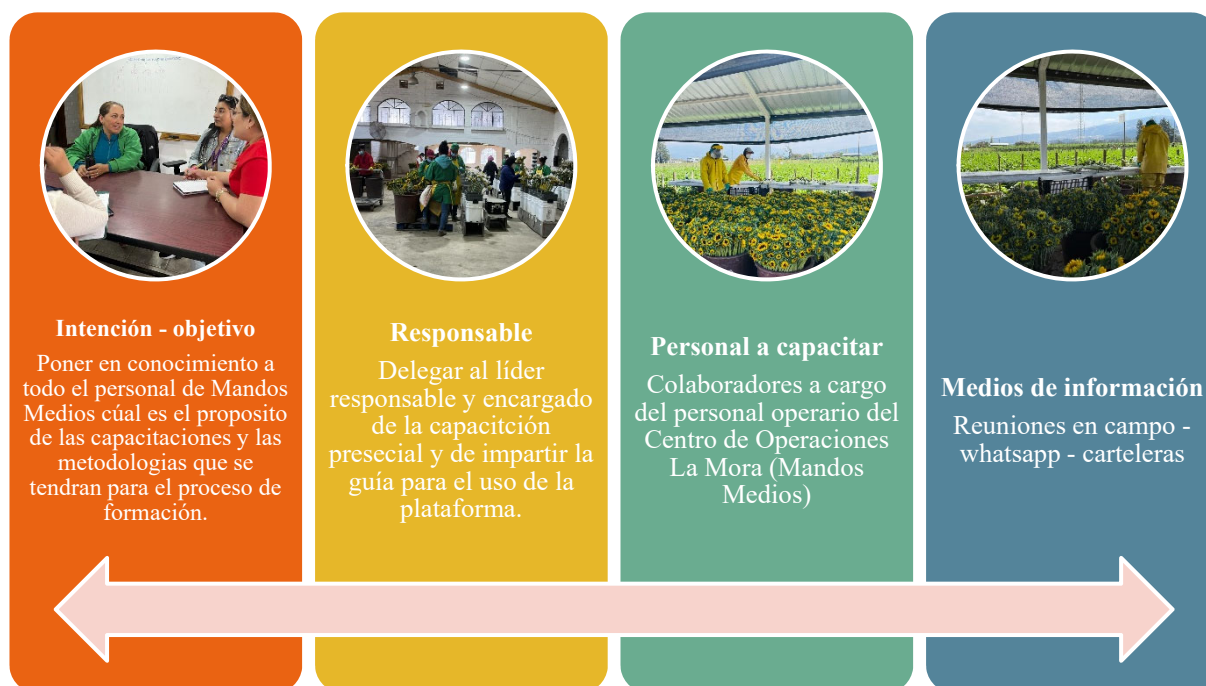 Intención - objetivo
Poner en conocimiento a
todo el personal de Mandos
Medios cúal es el proposito
de las capacitaciones y las
metodologias que se
tendran para el proceso de
formación.
Responsable
Delegar al líder
responsable y encargado
de la capacitción
presecial y de impartir la
guía para el uso de la
plataforma.
Personal a capacitar
Colaboradores a cargo
del personal operario del
Centro de Operaciones
La Mora (Mandos
Medios)
Medios de información
Reuniones en campo -
whatsapp - carteleras